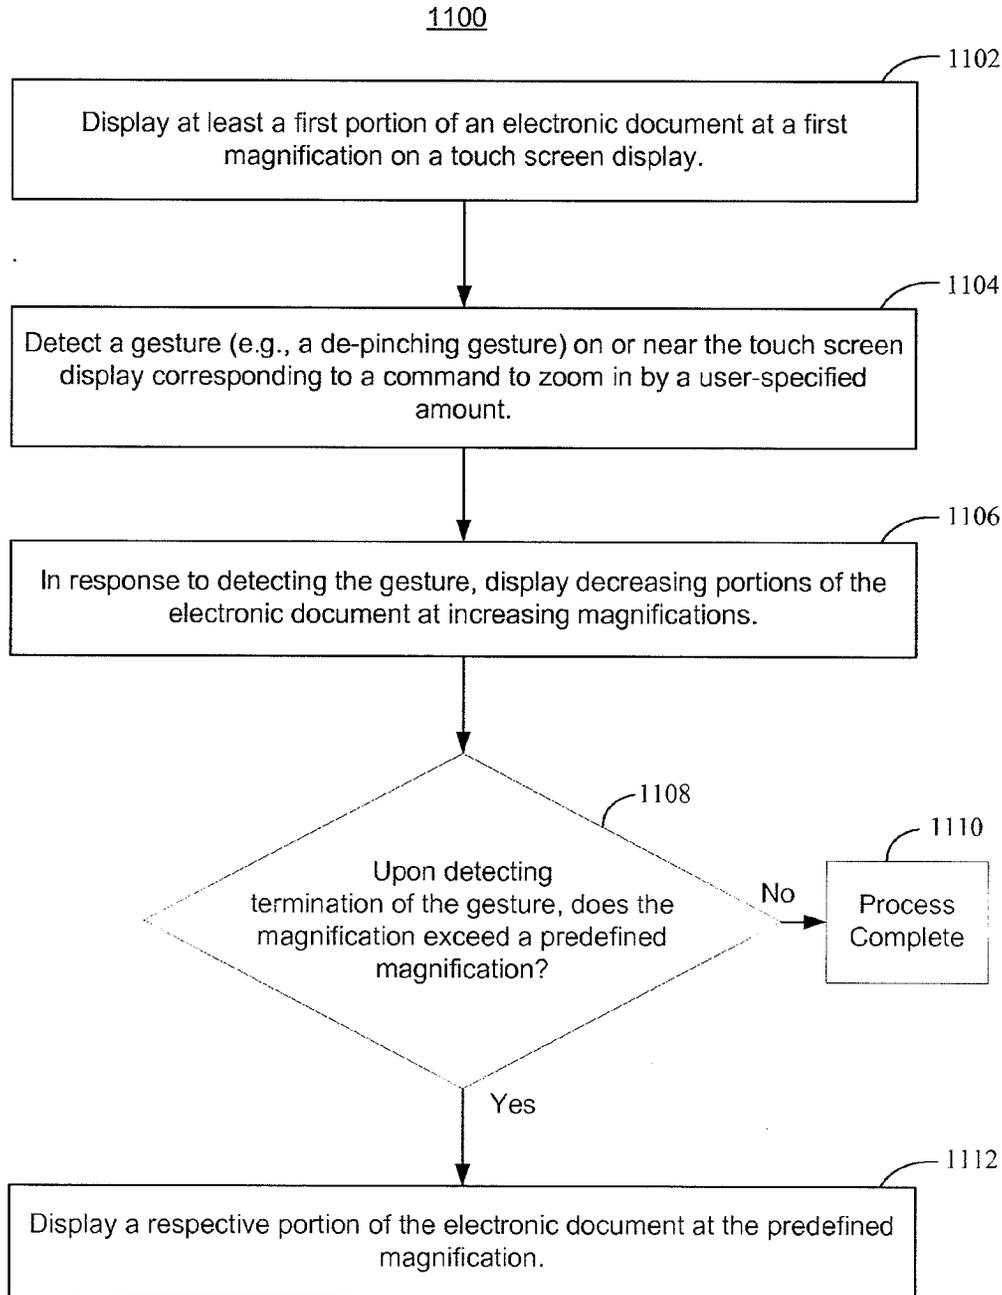 1100
1102
Display at least a first portion of an electronic document at a first
magnification on a touch screen display.
1104
Detect a gesture (e.g., a de-pinching gesture) on or near the touch screen
display corresponding to a command to zoom in by a user-specified
amount.
1106
In response to detecting the gesture, display decreasing portions of the
electronic document at increasing magnifications.
1108
Upon detecting
termination of the gesture, does the
magnification exceed a predefined
magnification?
No
1110
Process
Complete
Yes
1112
Display a respective portion of the electronic document at the predefined
magnification.